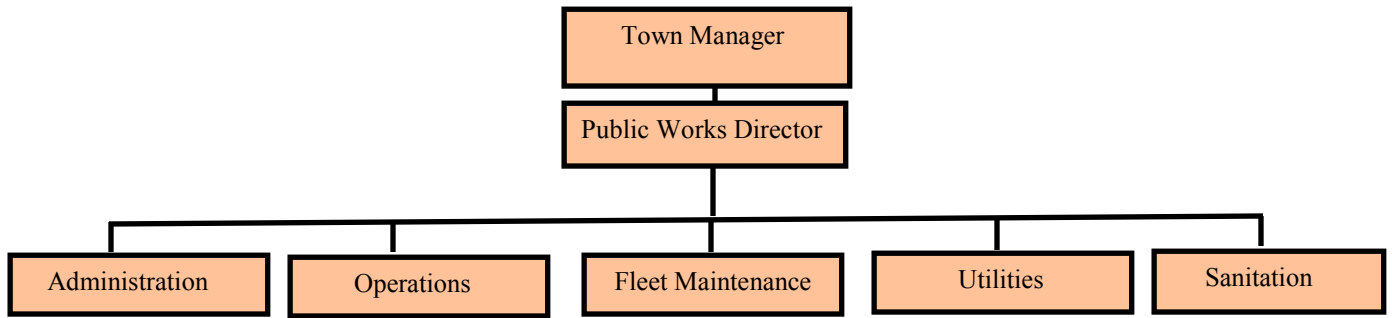 Town Manager
Public Works Director
Administration
Operations
Fleet Maintenance
Utilities
Sanitation